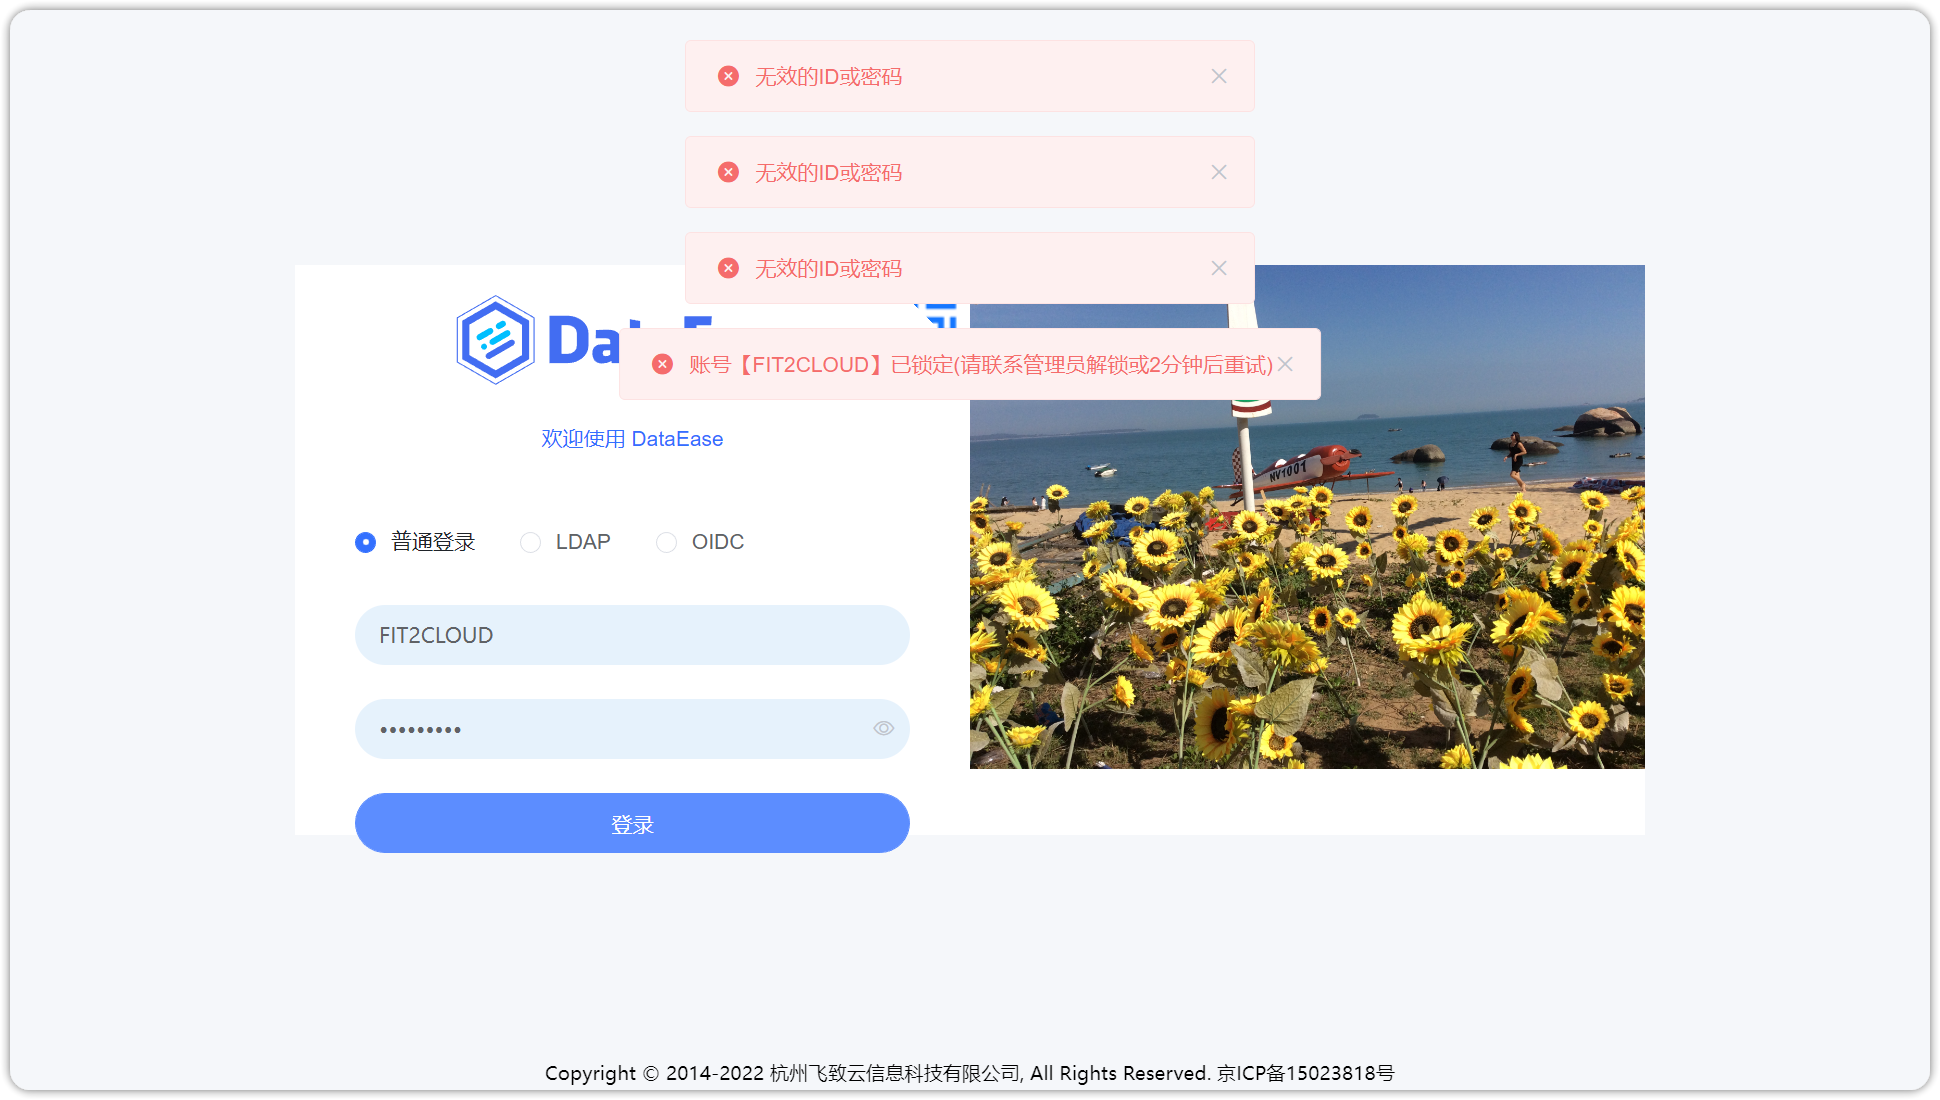 无效的ID或密码
无效的ID或密码
无效的ID或密码
账号【FIT2CLOUD】已锁定(请联系管理员解锁或2分钟后重试)
欢迎使用 DataEase
普通登录 LDAP OIDC
FIT2CLOUD
•••••••••
登录
NV1001
Copyright © 2014-2022 杭州飞致云信息科技有限公司, All Rights Reserved. 京ICP备15023818号